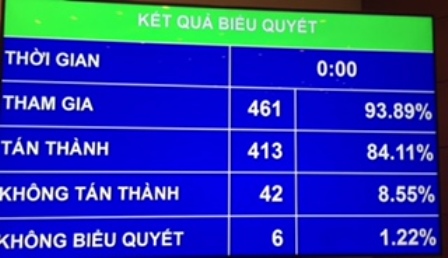 KẾT QUẢ BIỂU QUYẾT
THỜI GIAN 0:00
THAM GIA 461 93.89%
TÁN THÀNH 413 84.11%
KHÔNG TÁN THÀNH 42 8.55%
KHÔNG BIỂU QUYẾT 6 1.22%